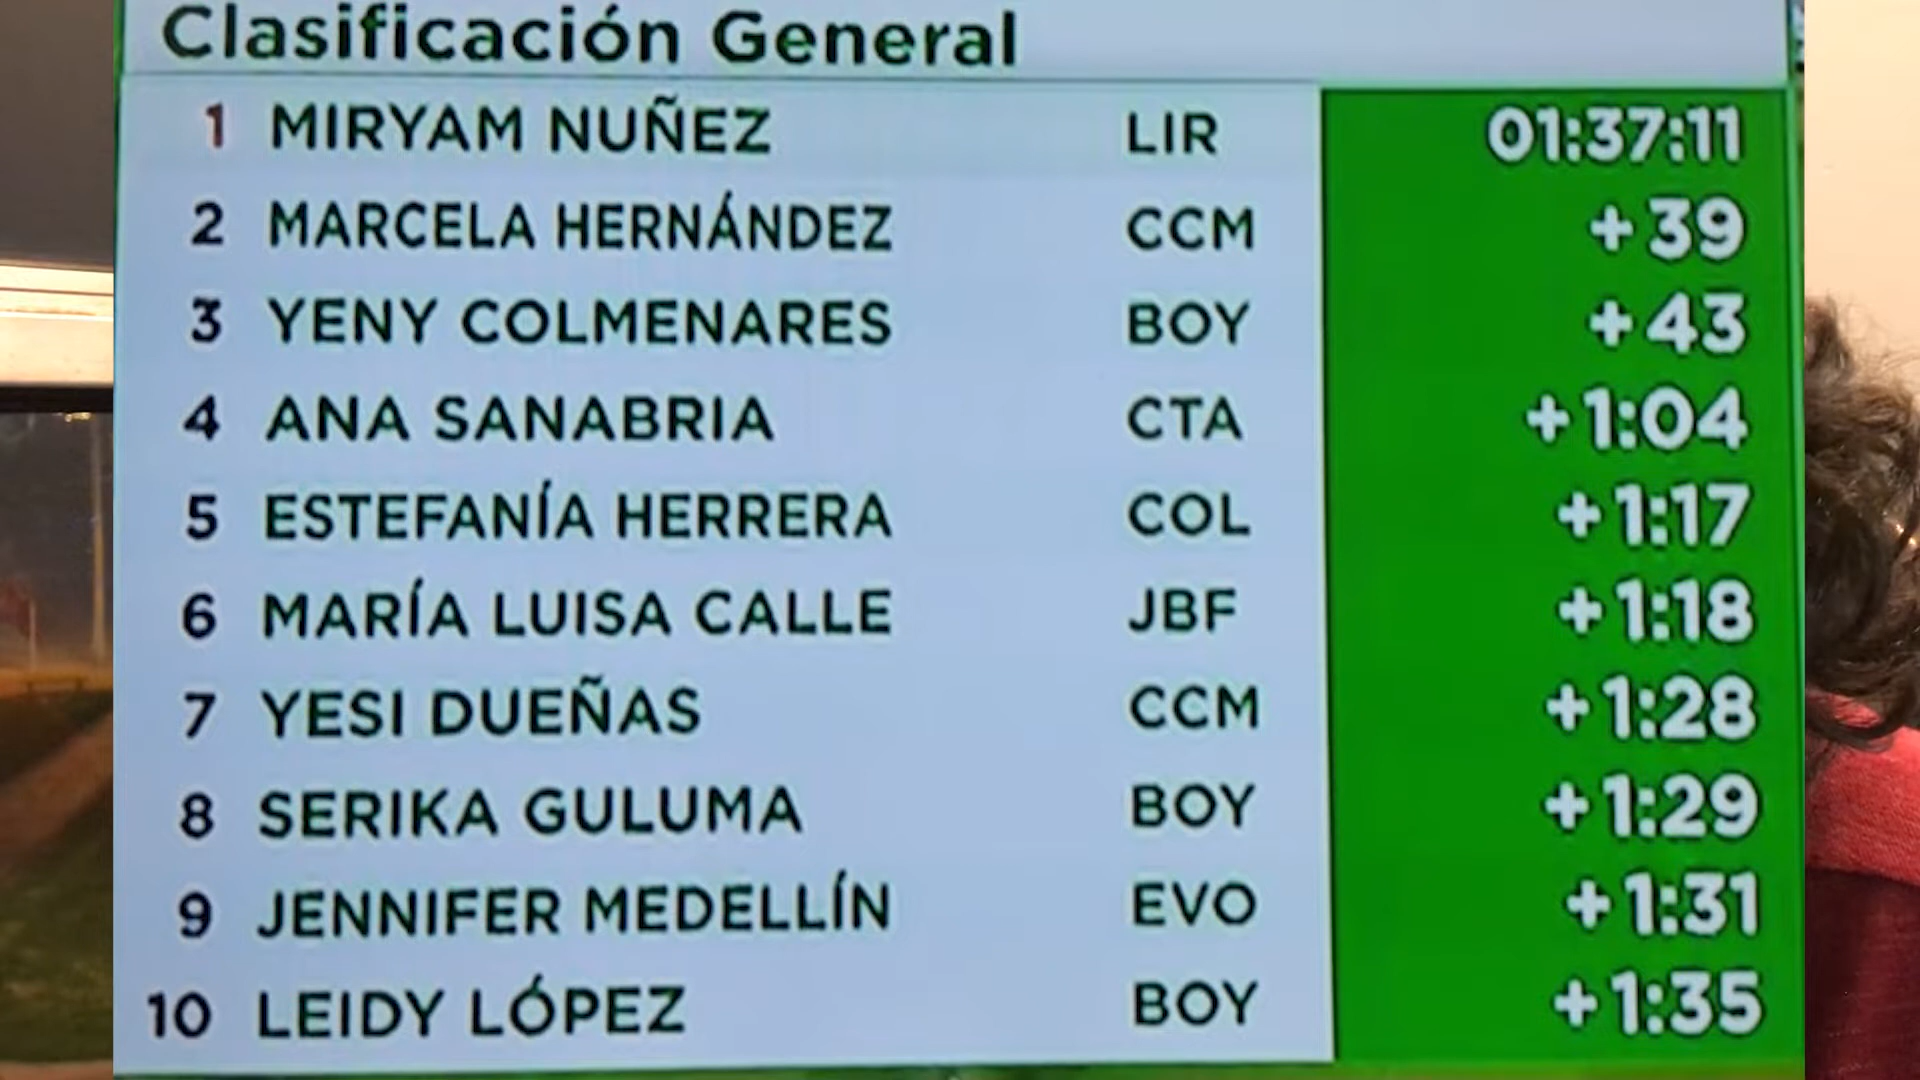 Clasificación General
1 MIRYAM NUÑEZ LIR 01:37:11
2 MARCELA HERNÁNDEZ CCM + 39
3 YENY COLMENARES BOY + 43
4 ANA SANABRIA CTA + 1:04
5 ESTEFANÍA HERRERA COL + 1:17
6 MARÍA LUISA CALLE JBF + 1:18
7 YESI DUEÑAS CCM + 1:28
8 SERIKA GULUMA BOY + 1:29
9 JENNIFER MEDELLÍN EVO + 1:31
10 LEIDY LÓPEZ BOY + 1:35